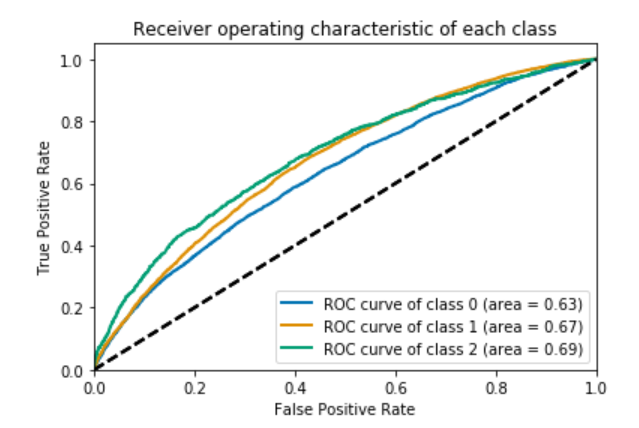 Receiver operating characteristic of each class
True Positive Rate
1.0
0.8
0.6
0.4
0.2
0.0
ROC curve of class 0 (area = 0.63)
ROC curve of class 1 (area = 0.67)
ROC curve of class 2 (area = 0.69)
0.0 0.2 0.4 0.6 0.8 1.0
False Positive Rate